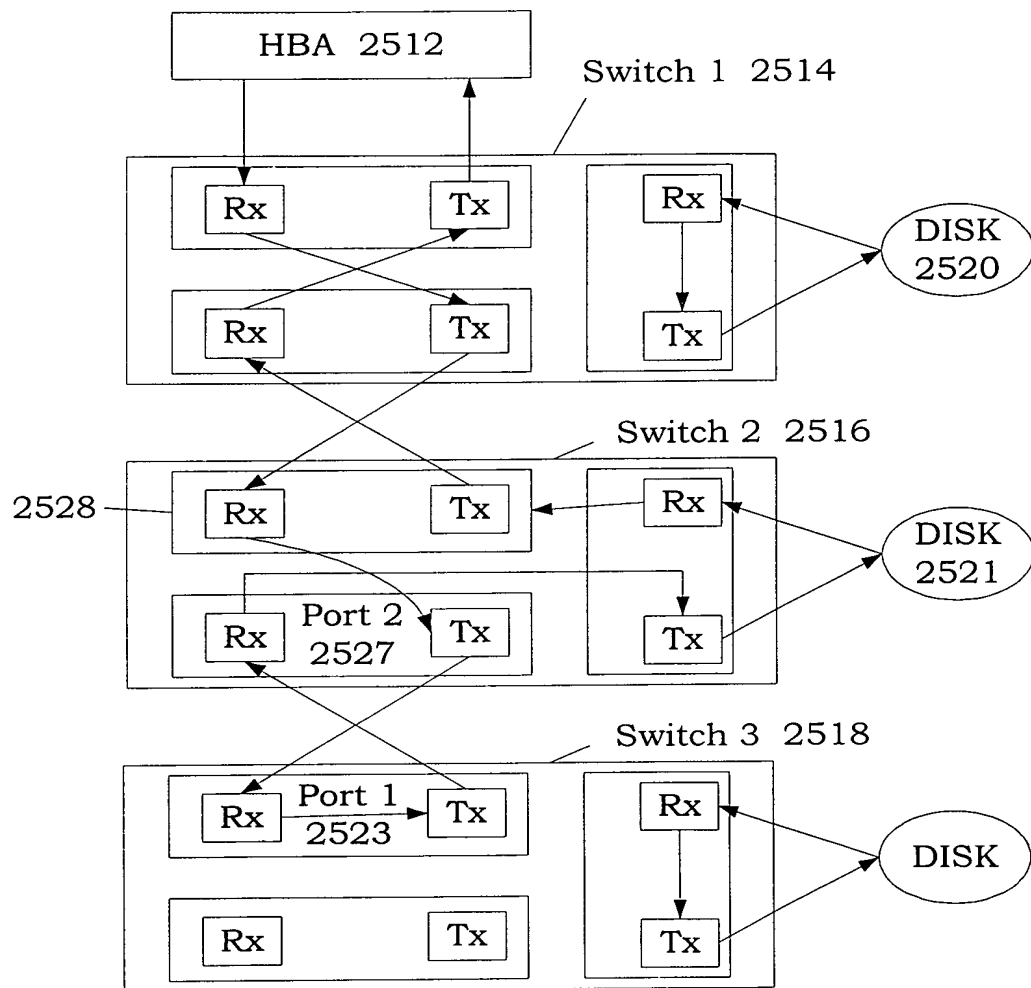 HBA 2512
Switch 1 2514
Rx
Tx
Rx
DISK
2520
Rx
Tx
Tx
Switch 2 2516
2528
Rx
Tx
Rx
DISK
2521
Rx
Port 2
2527
Tx
Tx
Switch 3 2518
Rx
Port 1
2523
Tx
Rx
DISK
Rx
Tx
Tx